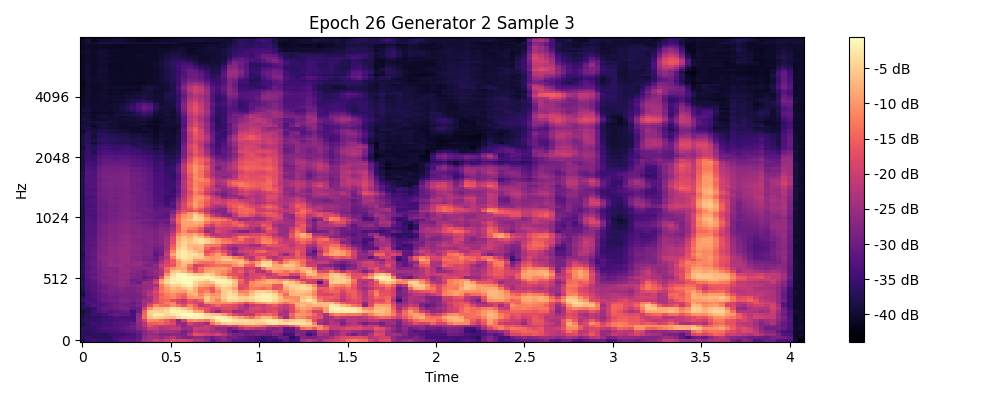 Epoch 26 Generator 2 Sample 3
Hz
4096
2048
1024
512
0
0 0.5 1 1.5 2 2.5 3 3.5 4
Time
-5 dB
-10 dB
-15 dB
-20 dB
-25 dB
-30 dB
-35 dB
-40 dB